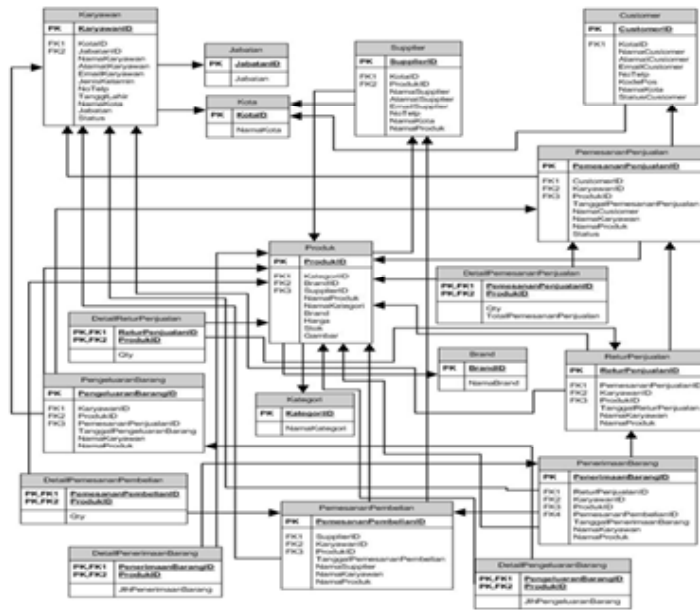 Karyawan
PK KaryawanID
FK1 KotaID
FK2 JabatanID
NamaKaryawan
AlamatKaryawan
EmailKaryawan
JenisKelamin
NoTelp
TanggLahir
NamaKota
Jabatan
Status
Jabatan
PK JabatanID
Jabatan
Kota
PK KotaID
NamaKota
Supplier
PK SupplierID
FK1 KotaID
FK2 ProdukID
NamaSupplier
AlamatSupplier
EmailSupplier
NoTelp
NamaKota
NamaProduk
Customer
PK CustomerID
FK1 KotaID
NamaCustomer
AlamatCustomer
EmailCustomer
NoTelp
KodePos
NamaKota
StatusCustomer
PemesananPenjualan
PK PemesananPenjualanID
FK1 CustomerID
FK2 KaryawanID
FK3 ProdukID
TanggalPemesananPenjualan
NamaCustomer
NamaKaryawan
NamaProduk
Status
Produk
PK ProdukID
FK1 KategoriID
FK2 BrandID
FK3 SupplierID
NamaProduk
NamaKategori
Brand
Harga
Stok
Gambar
DetailPemesananPenjualan
PK,FK1 PemesananPenjualanID
PK,FK2 ProdukID
Qty
TotalPemesananPenjualan
DetailReturPenjualan
PK,FK1 ReturPenjualanID
PK,FK2 ProdukID
Qty
Brand
PK BrandID
NamaBrand
ReturPenjualan
PK ReturPenjualanID
FK1 PemesananPenjualanID
FK2 KaryawanID
FK3 ProdukID
TanggalReturPenjualan
NamaKaryawan
NamaProduk
PengeluaranBarang
PK PengeluaranBarangID
FK1 KaryawanID
FK2 ProdukID
FK3 PemesananPenjualanID
TanggalPengeluaranBarang
NamaKaryawan
NamaProduk
Kategori
PK KategoriID
NamaKategori
PenerimaanBarang
PK PenerimaanBarangID
FK1 ReturPenjualanID
FK2 KaryawanID
FK3 ProdukID
FK4 PemesananPembelianID
TanggalPenerimaanBarang
NamaKaryawan
NamaProduk
DetailPemesananPembelian
PK,FK1 PemesananPembelianID
PK,FK2 ProdukID
Qty
PemesananPembelian
PK PemesananPembelianID
FK1 SupplierID
FK2 KaryawanID
FK3 ProdukID
TanggalPemesananPembelian
NamaSupplier
NamaKaryawan
NamaProduk
DetailPenerimaanBarang
PK,FK1 PenerimaanBarangID
PK,FK2 ProdukID
JlhPenerimaanBarang
DetailPengeluaranBarang
PK,FK1 PengeluaranBarangID
PK,FK2 ProdukID
JlhPengeluaranBarang